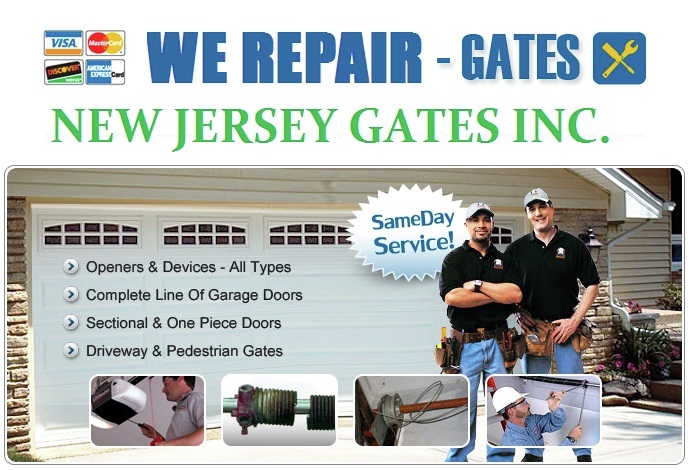 VISA
MasterCard
WE REPAIR - GATES
DISCOVER
AMERICAN EXPRESS Card
NEW JERSEY GATES INC.
SameDay
Service!
Openers & Devices - All Types
Complete Line Of Garage Doors
Sectional & One Piece Doors
Driveway & Pedestrian Gates